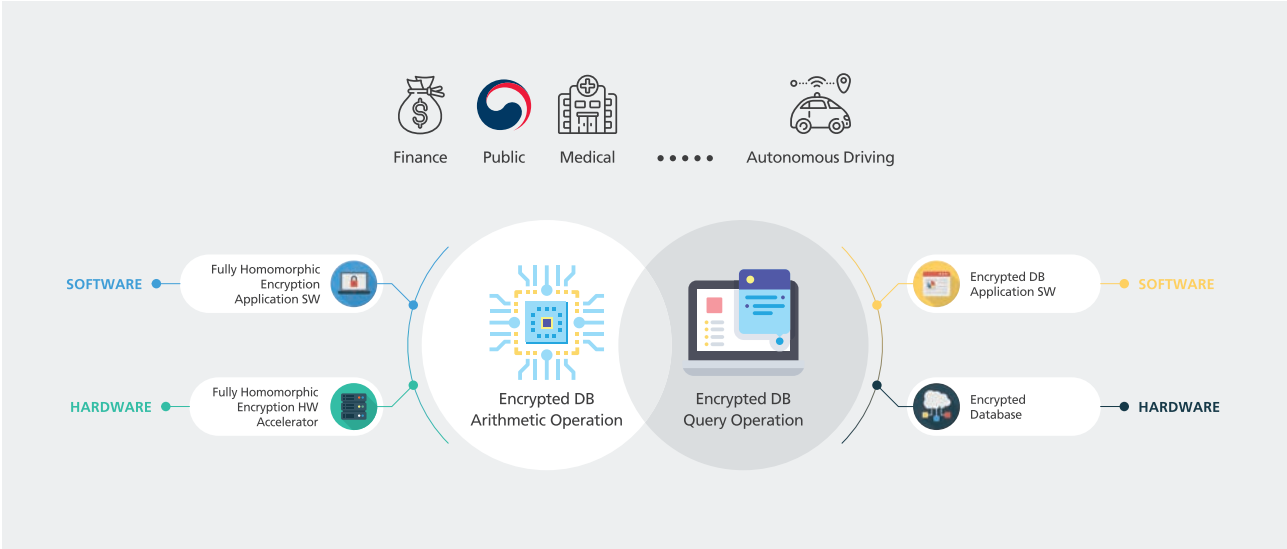 Finance
Public
Medical
Autonomous Driving
SOFTWARE
Fully Homomorphic
Encryption
Application SW
HARDWARE
Fully Homomorphic
Encryption HW
Accelerator
Encrypted DB
Arithmetic Operation
Encrypted DB
Query Operation
Encrypted DB
Application SW
SOFTWARE
Encrypted
Database
HARDWARE